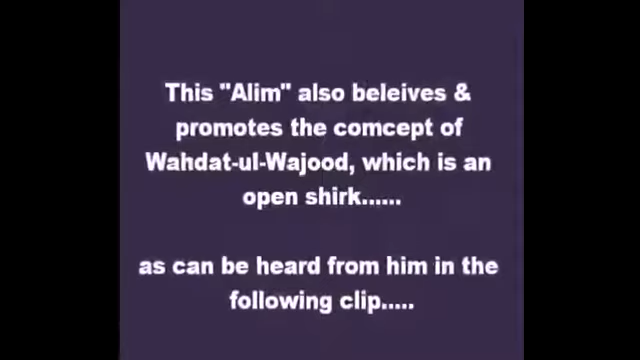 This "Alim" also beleives &
promotes the comcept of
Wahdat-ul-Wajood, which is an
open shirk......
as can be heard from him in the
following clip.....